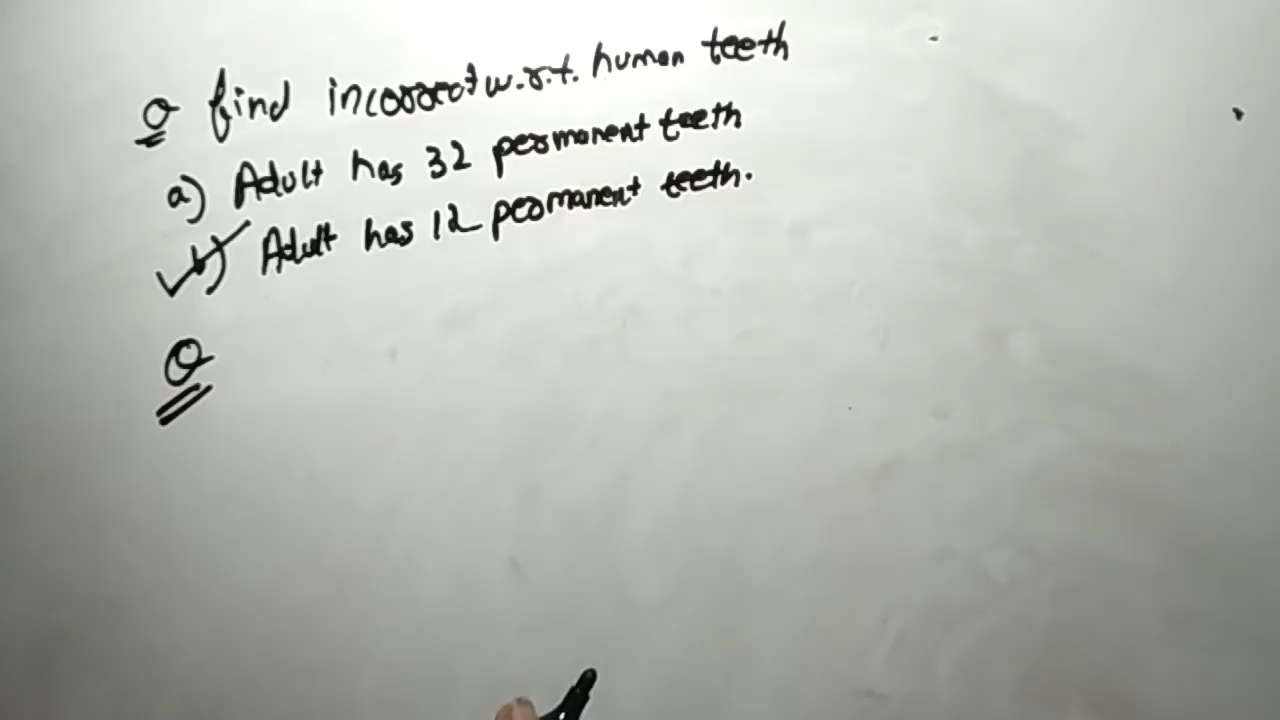 Q find incorrect w.r.t. human teeth
a) Adult has 32 permanent teeth
b) Adult has 12 permanent teeth.
Q